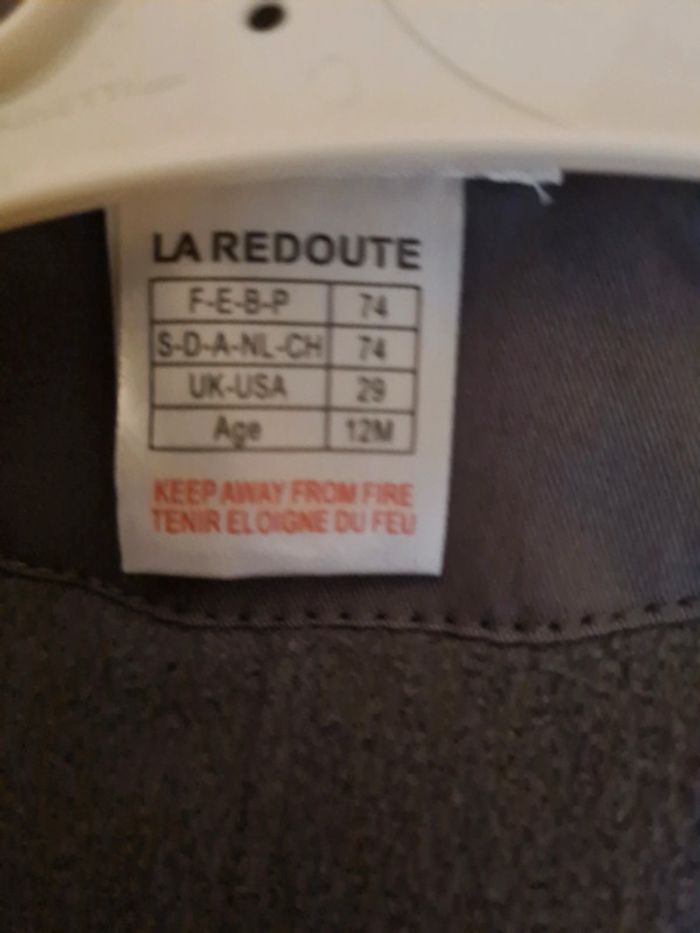 LA REDOUTE
F-E-B-P 74
S-D-A-NL-CH 74
UK-USA 29
Age 12M
KEEP AWAY FROM FIRE
TENIR ELOIGNE DU FEU